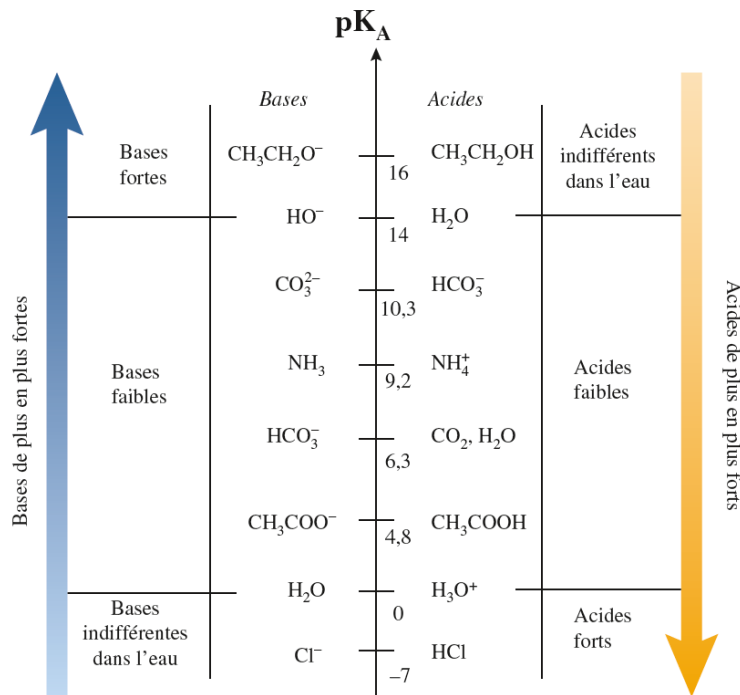 pK_A
Bases Acides
Bases
fortes
CH₃CH₂O⁻ 16 CH₃CH₂OH
Acides
indifférents
dans l’eau
HO⁻ 14 H₂O
CO₃²⁻ 10,3 HCO₃⁻
Bases
faibles
NH₃ 9,2 NH₄⁺
Acides
faibles
HCO₃⁻ 6,3 CO₂, H₂O
CH₃COO⁻ 4,8 CH₃COOH
H₂O 0 H₃O⁺
Bases
indifférentes
dans l’eau
Acides
forts
Cl⁻ –7 HCl
Bases de plus en plus fortes
Acides de plus en plus forts